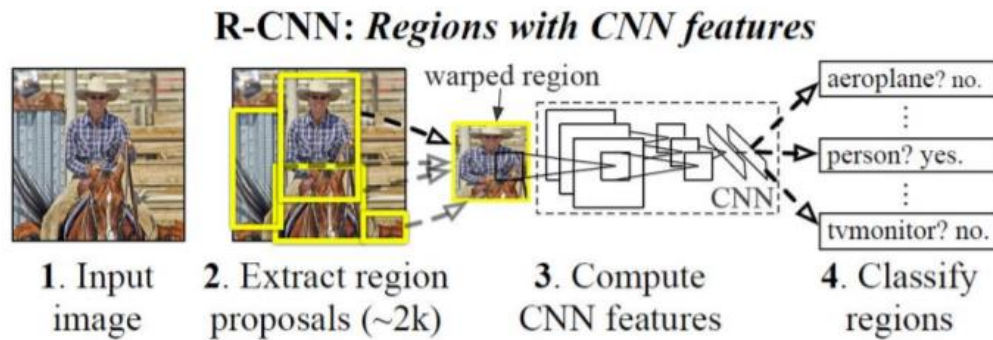 R-CNN: Regions with CNN features
warped region
aeroplane? no.
⋮
person? yes.
⋮
tvmonitor? no.
CNN
1. Input
image
2. Extract region
proposals (~2k)
3. Compute
CNN features
4. Classify
regions